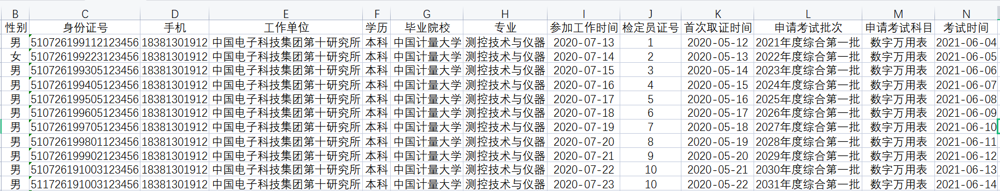 B C D E F G H I J K L M N
性别 身份证号 手机 工作单位 学历 毕业院校 专业 参加工作时间 检定员证号 首次取证时间 申请考试批次 申请考试科目 考试时间
男 510726199112123456 18381301912 中国电子科技集团第十研究所 本科 中国计量大学 测控技术与仪器 2020-07-13 1 2020-05-12 2021年度综合第一批 数字万用表 2021-06-04
女 510726199223123456 18381301912 中国电子科技集团第十研究所 本科 中国计量大学 测控技术与仪器 2020-07-14 2 2020-05-13 2022年度综合第一批 数字万用表 2021-06-05
男 510726199305123456 18381301912 中国电子科技集团第十研究所 本科 中国计量大学 测控技术与仪器 2020-07-15 3 2020-05-14 2023年度综合第一批 数字万用表 2021-06-06
男 510726199405123456 18381301912 中国电子科技集团第十研究所 本科 中国计量大学 测控技术与仪器 2020-07-16 4 2020-05-15 2024年度综合第一批 数字万用表 2021-06-07
男 510726199505123456 18381301912 中国电子科技集团第十研究所 本科 中国计量大学 测控技术与仪器 2020-07-17 5 2020-05-16 2025年度综合第一批 数字万用表 2021-06-08
男 510726199605123456 18381301912 中国电子科技集团第十研究所 本科 中国计量大学 测控技术与仪器 2020-07-18 6 2020-05-17 2026年度综合第一批 数字万用表 2021-06-09
男 510726199705123456 18381301912 中国电子科技集团第十研究所 本科 中国计量大学 测控技术与仪器 2020-07-19 7 2020-05-18 2027年度综合第一批 数字万用表 2021-06-10
男 510726199801123456 18381301912 中国电子科技集团第十研究所 本科 中国计量大学 测控技术与仪器 2020-07-20 8 2020-05-19 2028年度综合第一批 数字万用表 2021-06-11
男 510726199902123456 18381301912 中国电子科技集团第十研究所 本科 中国计量大学 测控技术与仪器 2020-07-21 9 2020-05-20 2029年度综合第一批 数字万用表 2021-06-12
男 510726191003123456 18381301912 中国电子科技集团第十研究所 本科 中国计量大学 测控技术与仪器 2020-07-22 10 2020-05-21 2030年度综合第一批 数字万用表 2021-06-13
男 511726191003123456 18381301912 中国电子科技集团第十研究所 本科 中国计量大学 测控技术与仪器 2020-07-23 10 2020-05-22 2031年度综合第一批 数字万用表 2021-06-14